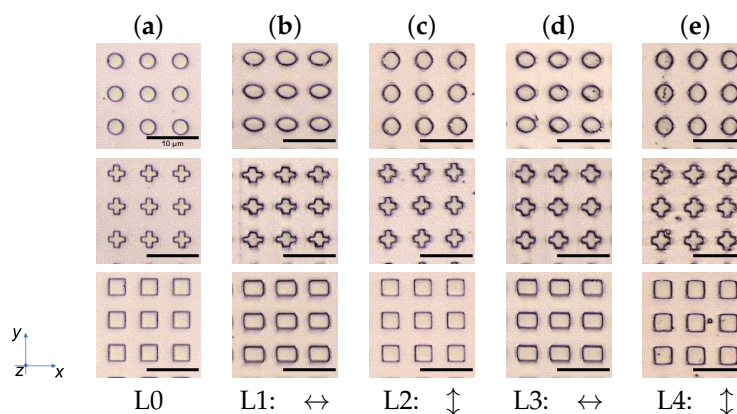 (a) (b) (c) (d) (e)
10 µm
y
z x
L0 L1: ↔ L2: ↕ L3: ↔ L4: ↕